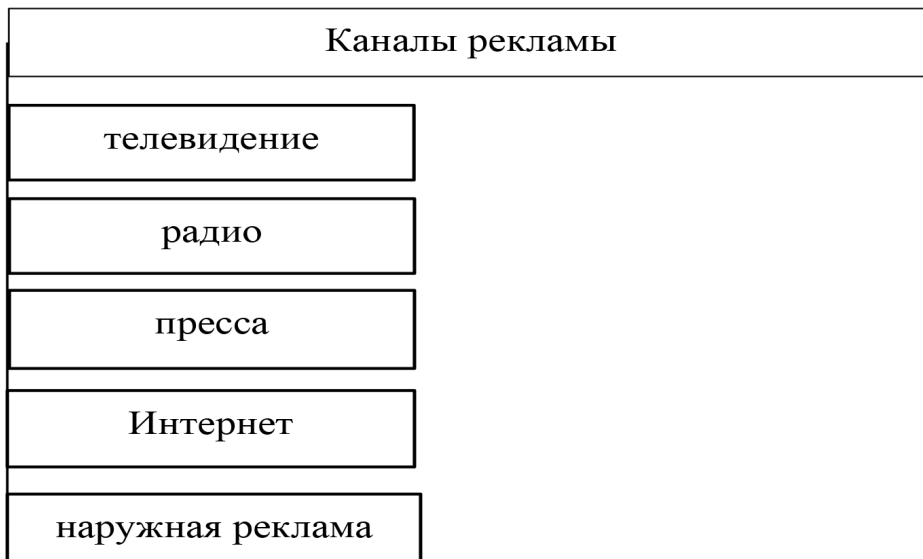 Каналы рекламы
телевидение
радио
пресса
Интернет
наружная реклама